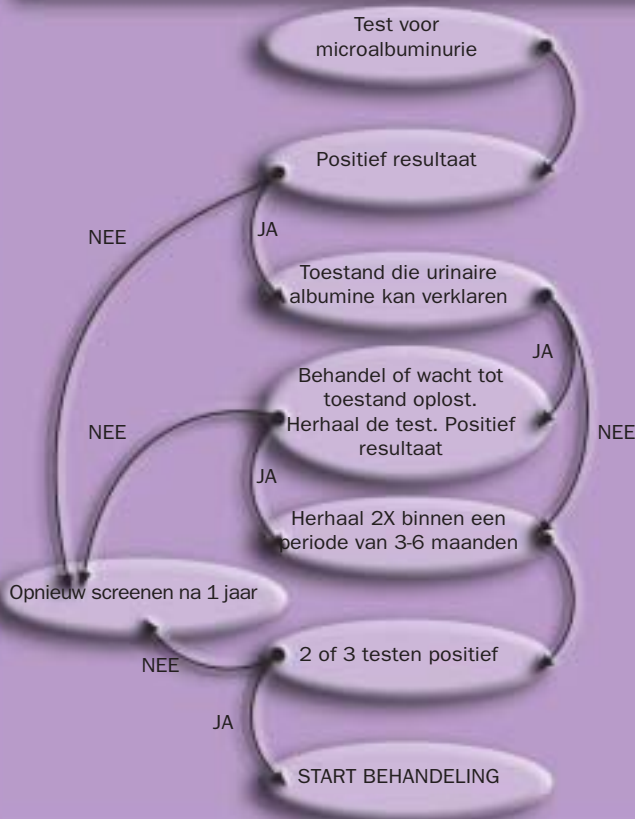 Test voor
microalbuminurie
Positief resultaat
NEE
JA
Toestand die urinaire
albumine kan verklaren
JA
Behandel of wacht tot
toestand oplost.
Herhaal de test. Positief
resultaat
NEE
NEE
JA
Herhaal 2X binnen een
periode van 3-6 maanden
Opnieuw screenen na 1 jaar
2 of 3 testen positief
NEE
JA
START BEHANDELING